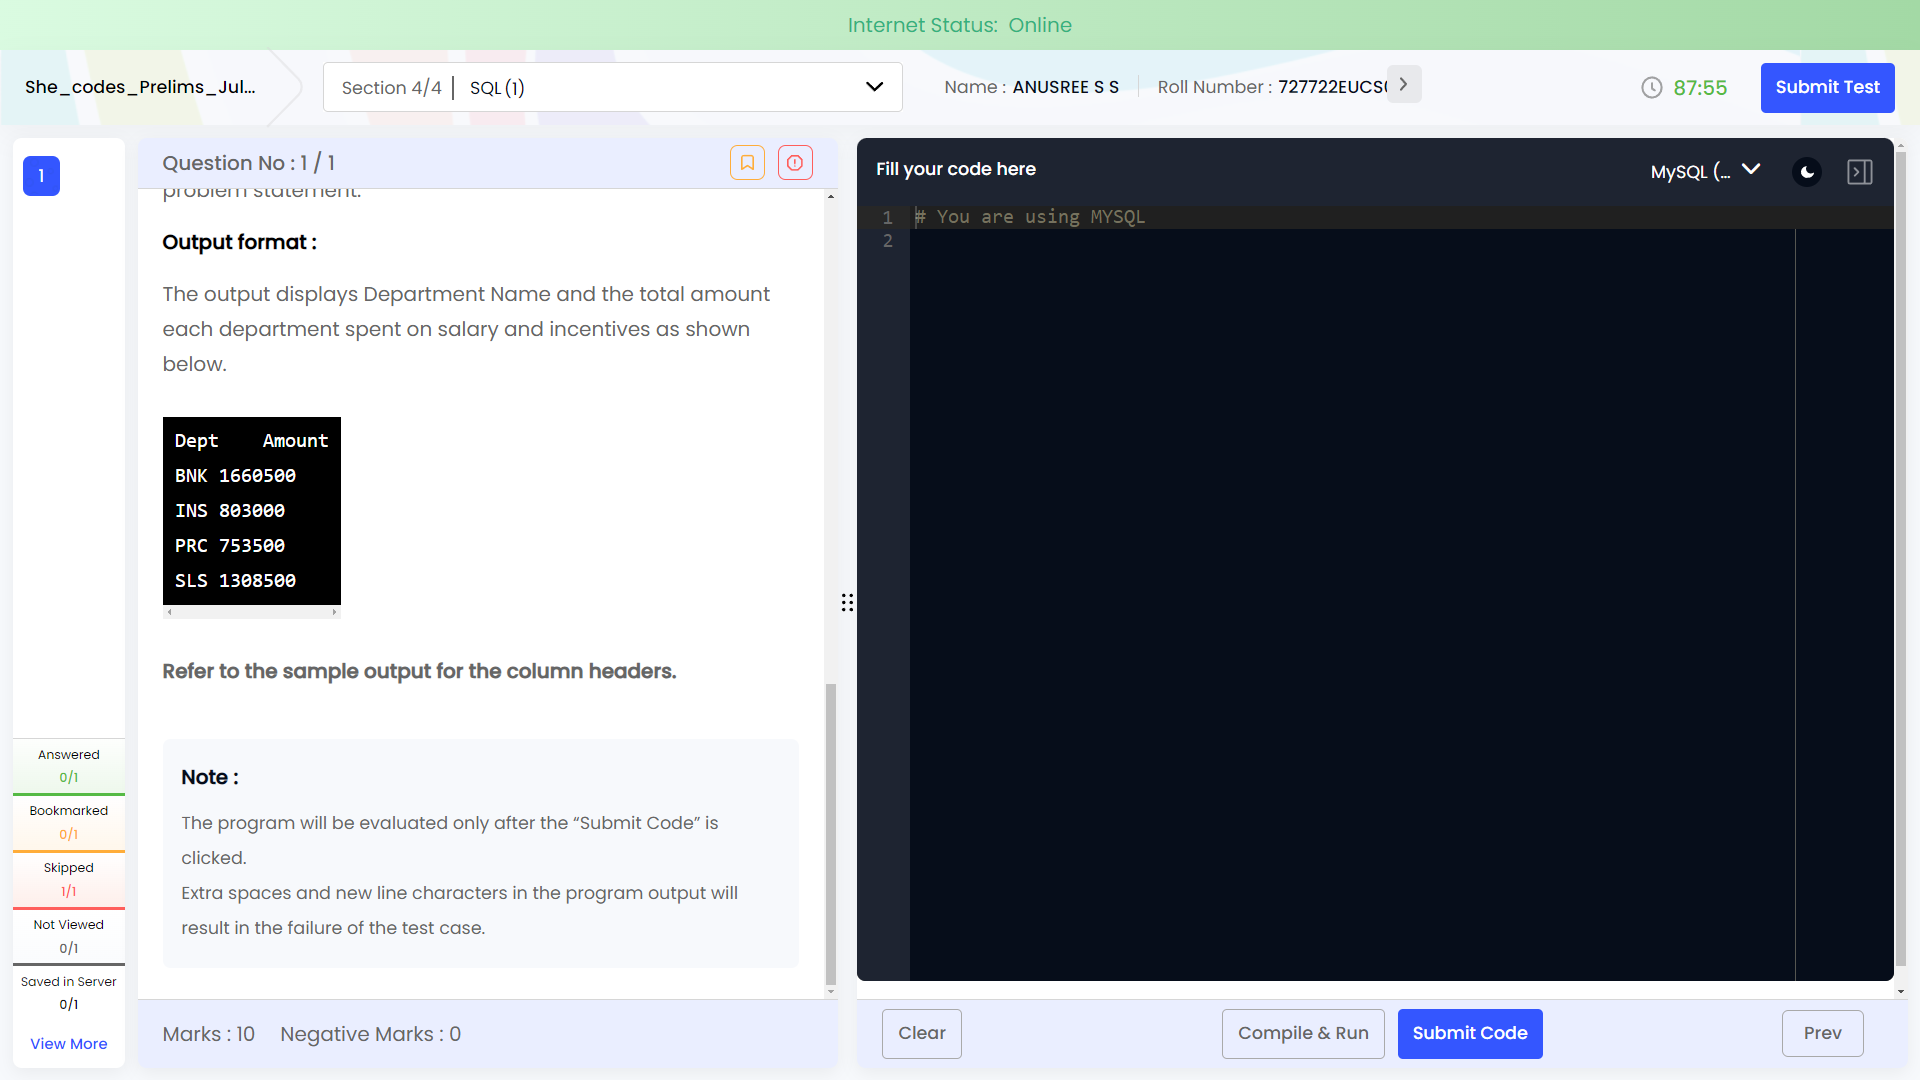 Internet Status: Online
She_codes_Prelims_Jul...
Section 4/4 | SQL (1)
Name : ANUSREE S S
Roll Number : 727722EUCS
87:55
Submit Test
1
Question No : 1 / 1
problem statement.
Output format :
The output displays Department Name and the total amount
each department spent on salary and incentives as shown
below.
Dept    Amount
BNK 1660500
INS 803000
PRC 753500
SLS 1308500
Refer to the sample output for the column headers.
Note :
The program will be evaluated only after the “Submit Code” is
clicked.
Extra spaces and new line characters in the program output will
result in the failure of the test case.
Marks : 10
Negative Marks : 0
Answered
0/1
Bookmarked
0/1
Skipped
1/1
Not Viewed
0/1
Saved in Server
0/1
View More
Fill your code here
MySQL (...
1 # You are using MYSQL
2
Clear
Compile & Run
Submit Code
Prev